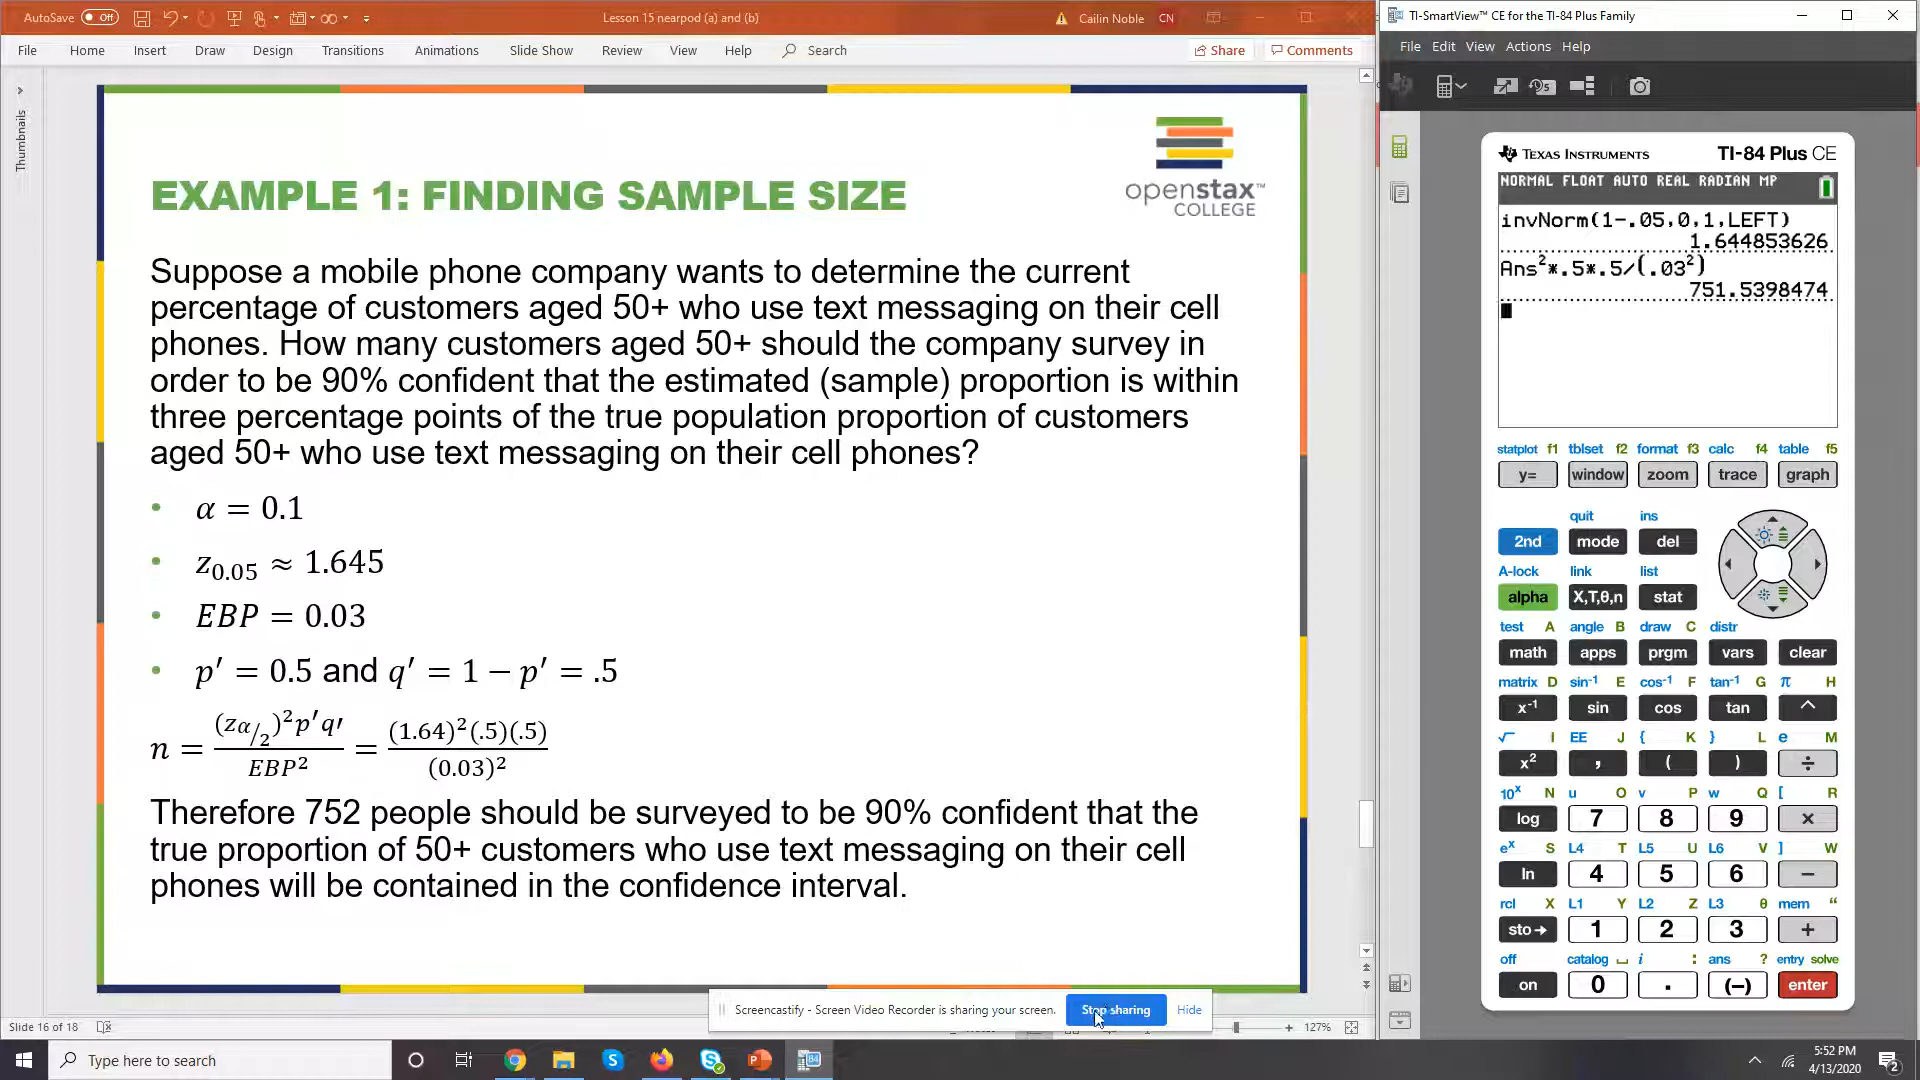 AutoSave Off
Lesson 15 nearpod (a) and (b)
Cailin Noble CN
File Home Insert Draw Design Transitions Animations Slide Show Review View Help Search Share Comments
Thumbnails
openstax™
COLLEGE
EXAMPLE 1: FINDING SAMPLE SIZE
Suppose a mobile phone company wants to determine the current
percentage of customers aged 50+ who use text messaging on their cell
phones. How many customers aged 50+ should the company survey in
order to be 90% confident that the estimated (sample) proportion is within
three percentage points of the true population proportion of customers
aged 50+ who use text messaging on their cell phones?
• α = 0.1
• z₀.₀₅ ≈ 1.645
• EBP = 0.03
• p′ = 0.5 and q′ = 1 − p′ = .5
n = (zα/2)²p′q′ / EBP² = (1.64)²(.5)(.5) / (0.03)²
Therefore 752 people should be surveyed to be 90% confident that the
true proportion of 50+ customers who use text messaging on their cell
phones will be contained in the confidence interval.
Screencastify - Screen Video Recorder is sharing your screen. Stop sharing Hide
Slide 16 of 18
127%
TI-SmartView™ CE for the TI-84 Plus Family
File Edit View Actions Help
TEXAS INSTRUMENTS TI-84 Plus CE
NORMAL FLOAT AUTO REAL RADIAN MP
invNorm(1-.05,0,1,LEFT)
1.644853626
Ans²*.5*.5/(.03²)
751.5398474
statplot f1 tblset f2 format f3 calc f4 table f5
y= window zoom trace graph
quit ins
2nd mode del
A-lock link list
alpha X,T,θ,n stat
test A angle B draw C distr
math apps prgm vars clear
matrix D sin⁻¹ E cos⁻¹ F tan⁻¹ G π H
x⁻¹ sin cos tan ^
√ I EE J { K } L e M
x² , ( ) ÷
10ˣ N u O v P w Q [ R
log 7 8 9 ×
eˣ S L4 T L5 U L6 V ] W
ln 4 5 6 −
rcl X L1 Y L2 Z L3 θ mem "
sto→ 1 2 3 +
off catalog ⎵ i : ans ? entry solve
on 0 . (−) enter
Type here to search
5:52 PM
4/13/2020
2